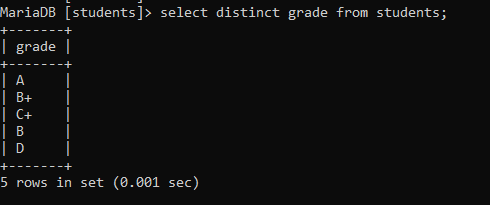 MariaDB [students]> select distinct grade from students;
+-------+
| grade |
+-------+
| A     |
| B+    |
| C+    |
| B     |
| D     |
+-------+
5 rows in set (0.001 sec)